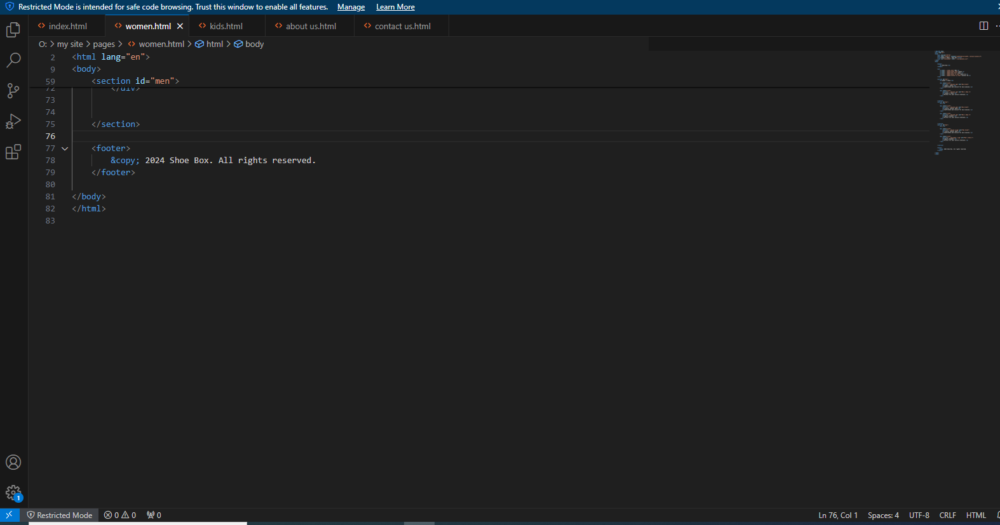 Restricted Mode is intended for safe code browsing. Trust this window to enable all features. Manage Learn More
index.html women.html kids.html about us.html contact us.html
O: > my site > pages > women.html > html > body
2 <html lang="en">
9 <body>
59 <section id="men">
72 </div>
73
74
75 </section>
76
77 <footer>
78 &copy; 2024 Shoe Box. All rights reserved.
79 </footer>
80
81 </body>
82 </html>
83
1
Restricted Mode 0 0 0 Ln 76, Col 1 Spaces: 4 UTF-8 CRLF HTML